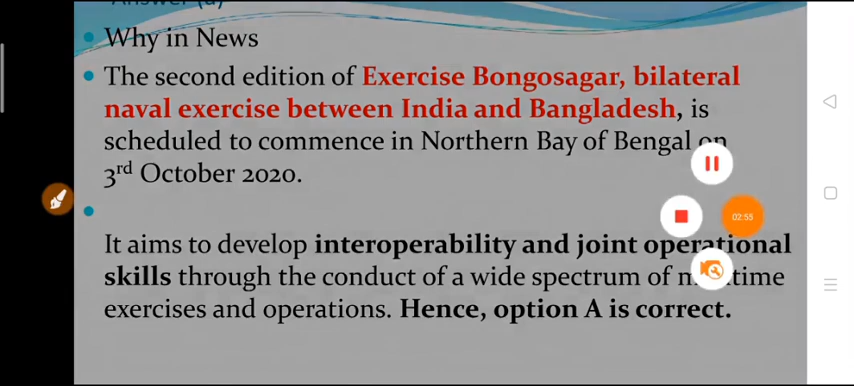 Why in News
The second edition of Exercise Bongosagar, bilateral
naval exercise between India and Bangladesh, is
scheduled to commence in Northern Bay of Bengal on
3rd October 2020.
It aims to develop interoperability and joint operational
skills through the conduct of a wide spectrum of
exercises and operations. Hence, option A is correct.
02:55